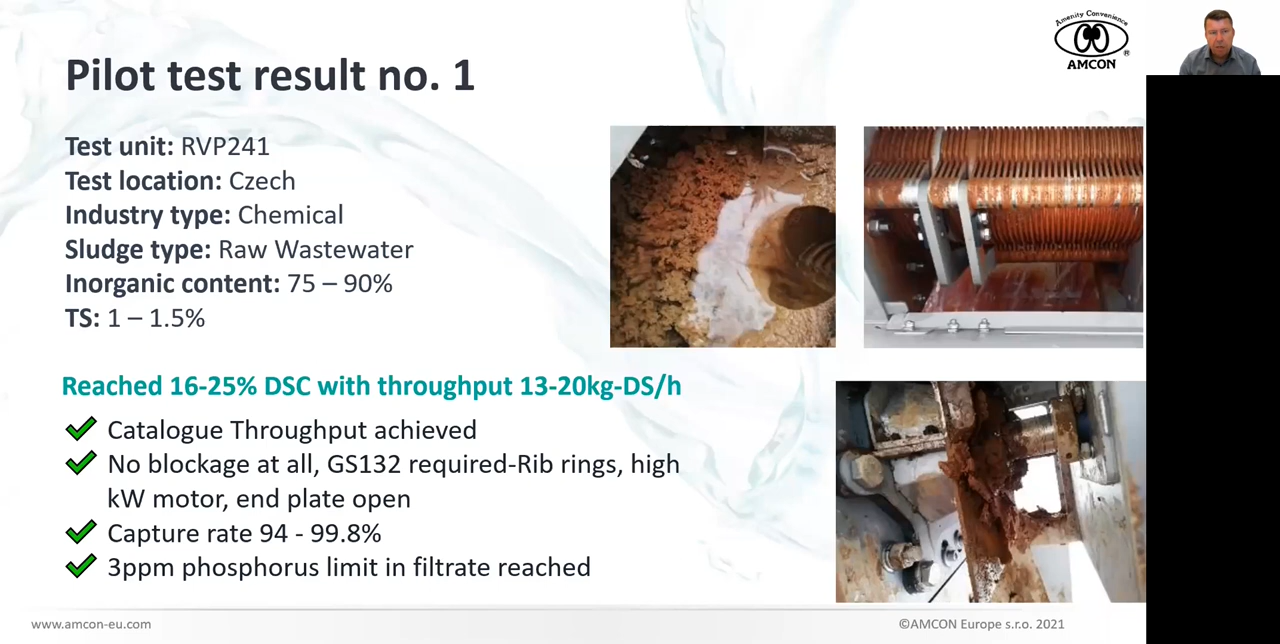 Pilot test result no. 1
Amenity Convenience
®
AMCON
Test unit: RVP241
Test location: Czech
Industry type: Chemical
Sludge type: Raw Wastewater
Inorganic content: 75 – 90%
TS: 1 – 1.5%
Reached 16-25% DSC with throughput 13-20kg-DS/h
Catalogue Throughput achieved
No blockage at all, GS132 required-Rib rings, high
kW motor, end plate open
Capture rate 94 - 99.8%
3ppm phosphorus limit in filtrate reached
www.amcon-eu.com
©AMCON Europe s.r.o. 2021